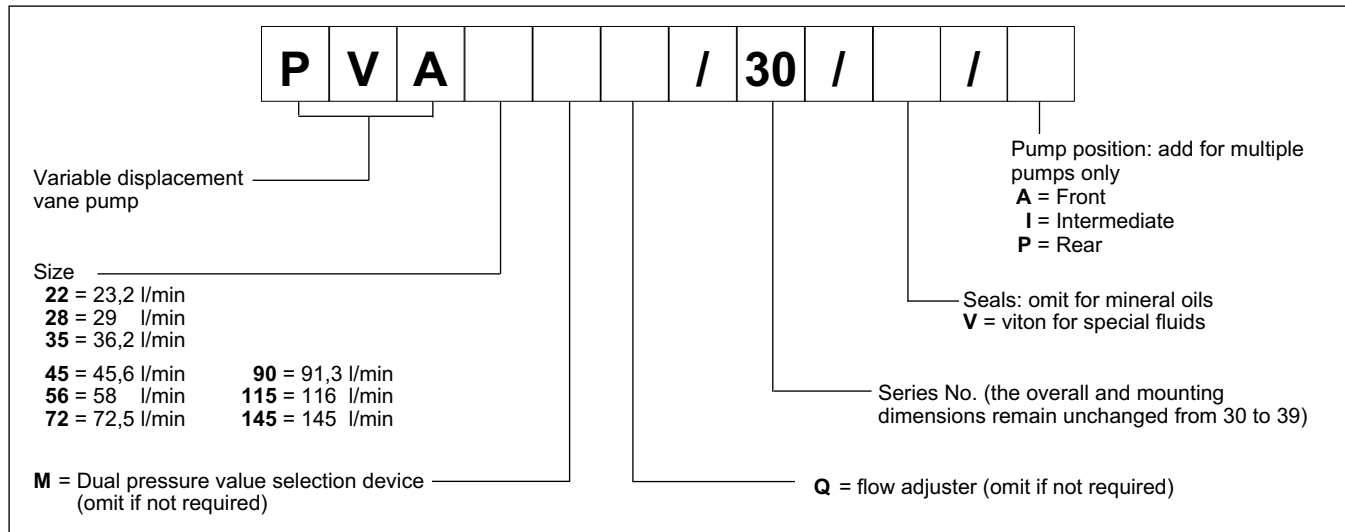 P V A / 30 / /
Variable displacement
vane pump
Size
22 = 23,2 l/min
28 = 29 l/min
35 = 36,2 l/min
45 = 45,6 l/min
56 = 58 l/min
72 = 72,5 l/min
90 = 91,3 l/min
115 = 116 l/min
145 = 145 l/min
M = Dual pressure value selection device
(omit if not required)
Q = flow adjuster (omit if not required)
Series No. (the overall and mounting
dimensions remain unchanged from 30 to 39)
Seals: omit for mineral oils
V = viton for special fluids
Pump position: add for multiple
pumps only
A = Front
I = Intermediate
P = Rear